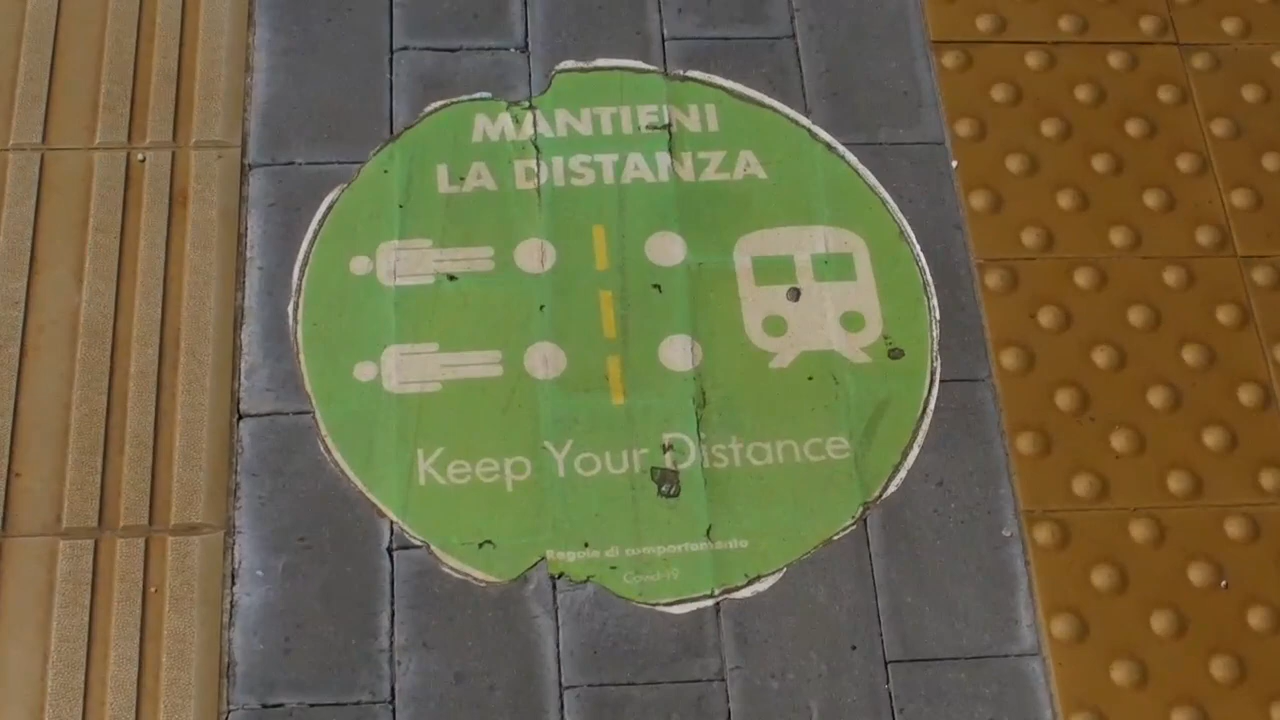 MANTIENI
LA DISTANZA
Keep Your Distance
Regole di comportamento
Covid-19